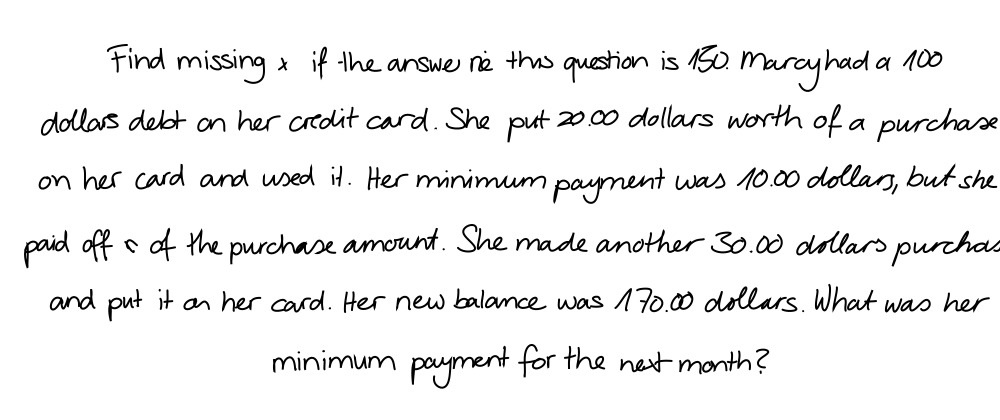 Find missing x if the answe rie this question is 150. Marcy had a 100
dollars debt on her credit card. She put 20.00 dollars worth of a purchase
on her card and used it. Her minimum payment was 10.00 dollars, but she
paid off x of the purchase amount. She made another 30.00 dollars purchas
and put it on her card. Her new balance was 170.00 dollars. What was her
minimum payment for the next month?